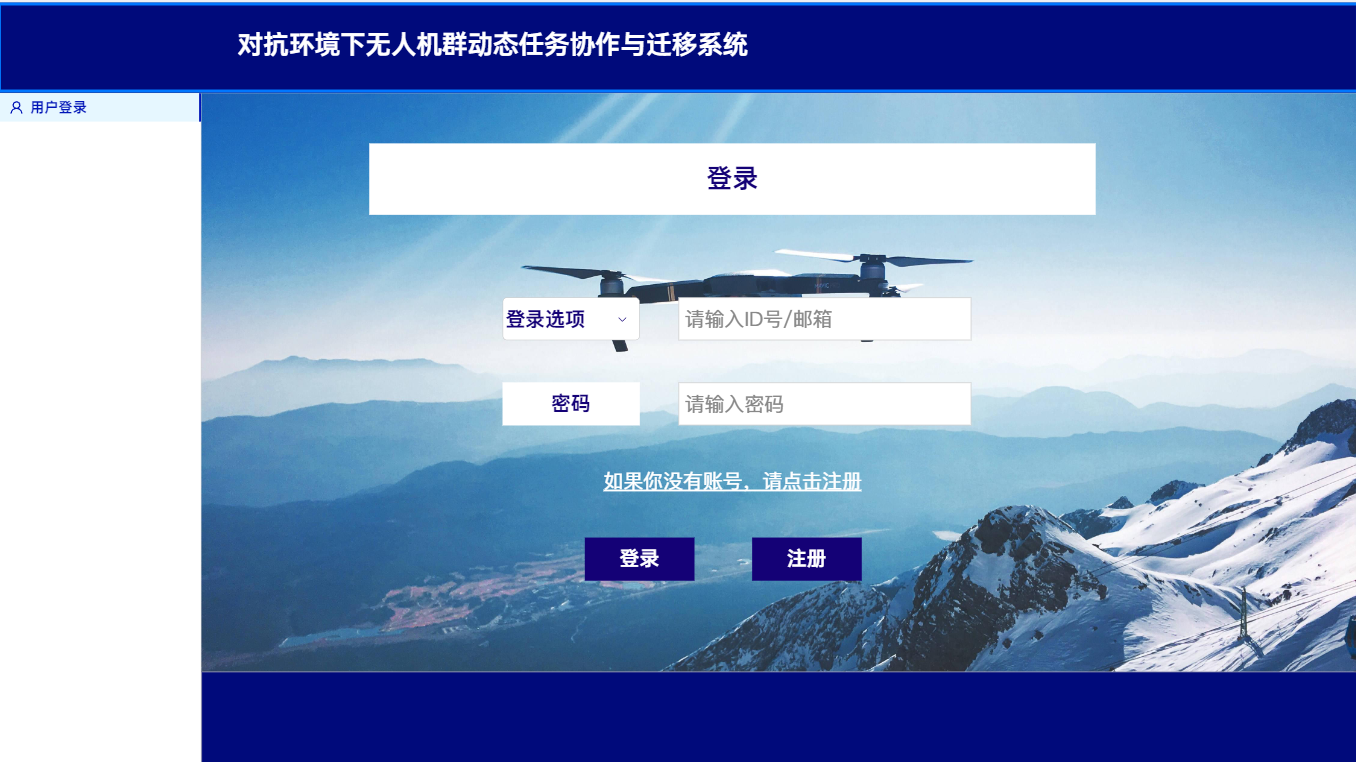 对抗环境下无人机群动态任务协作与迁移系统
用户登录
登录
登录选项
请输入ID号/邮箱
密码
请输入密码
如果你没有账号，请点击注册
登录
注册